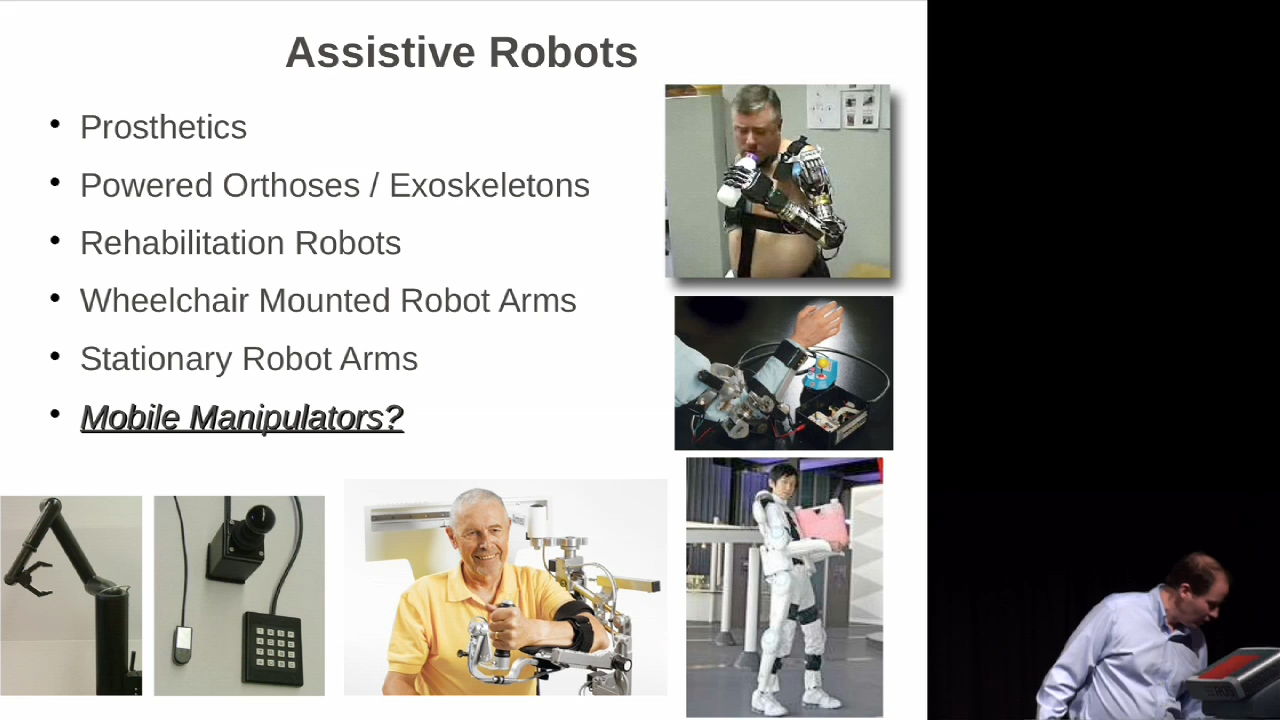 Assistive Robots
• Prosthetics
• Powered Orthoses / Exoskeletons
• Rehabilitation Robots
• Wheelchair Mounted Robot Arms
• Stationary Robot Arms
• Mobile Manipulators?